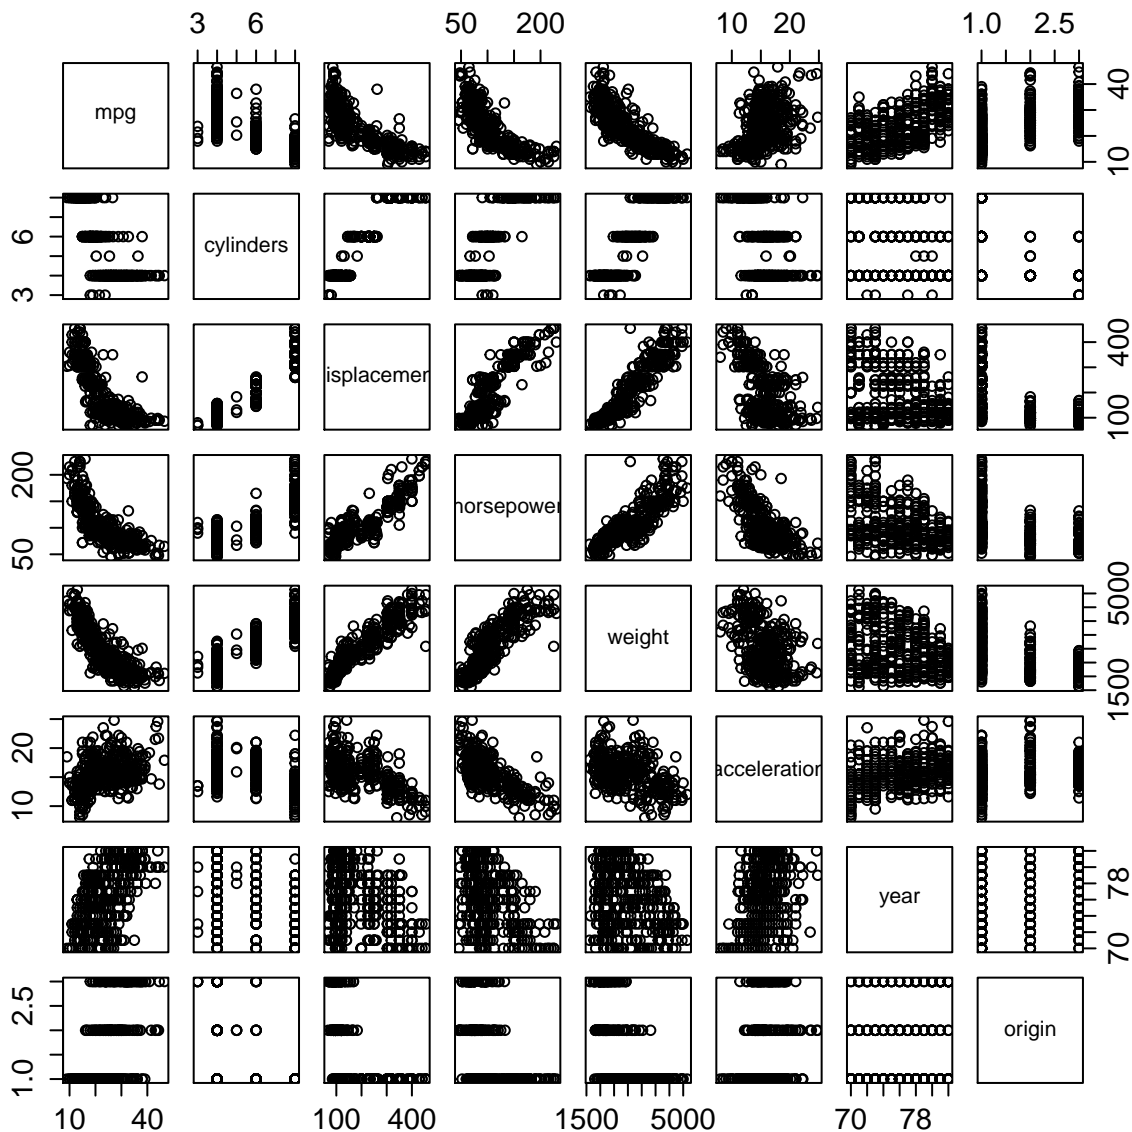 3 6 50 200 10 20 1.0 2.5
mpg 10 40
3 6 cylinders
isplacemen 100 400
50 200 horsepower
weight 1500 5000
10 20 acceleration
year 70 78
1.0 2.5 origin
10 40 100 400 1500 5000 70 78